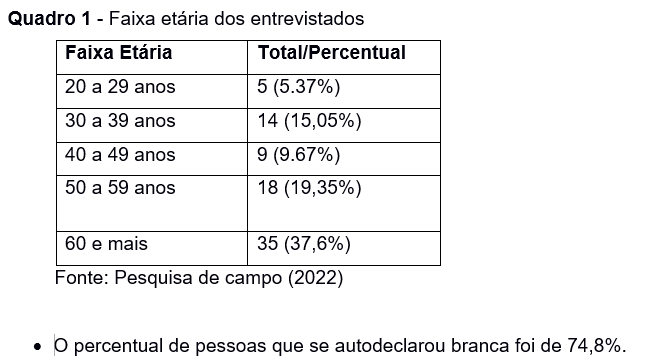 Quadro 1 - Faixa etária dos entrevistados
Faixa Etária Total/Percentual
20 a 29 anos 5 (5.37%)
30 a 39 anos 14 (15,05%)
40 a 49 anos 9 (9.67%)
50 a 59 anos 18 (19,35%)
60 e mais 35 (37,6%)
Fonte: Pesquisa de campo (2022)
• O percentual de pessoas que se autodeclarou branca foi de 74,8%.